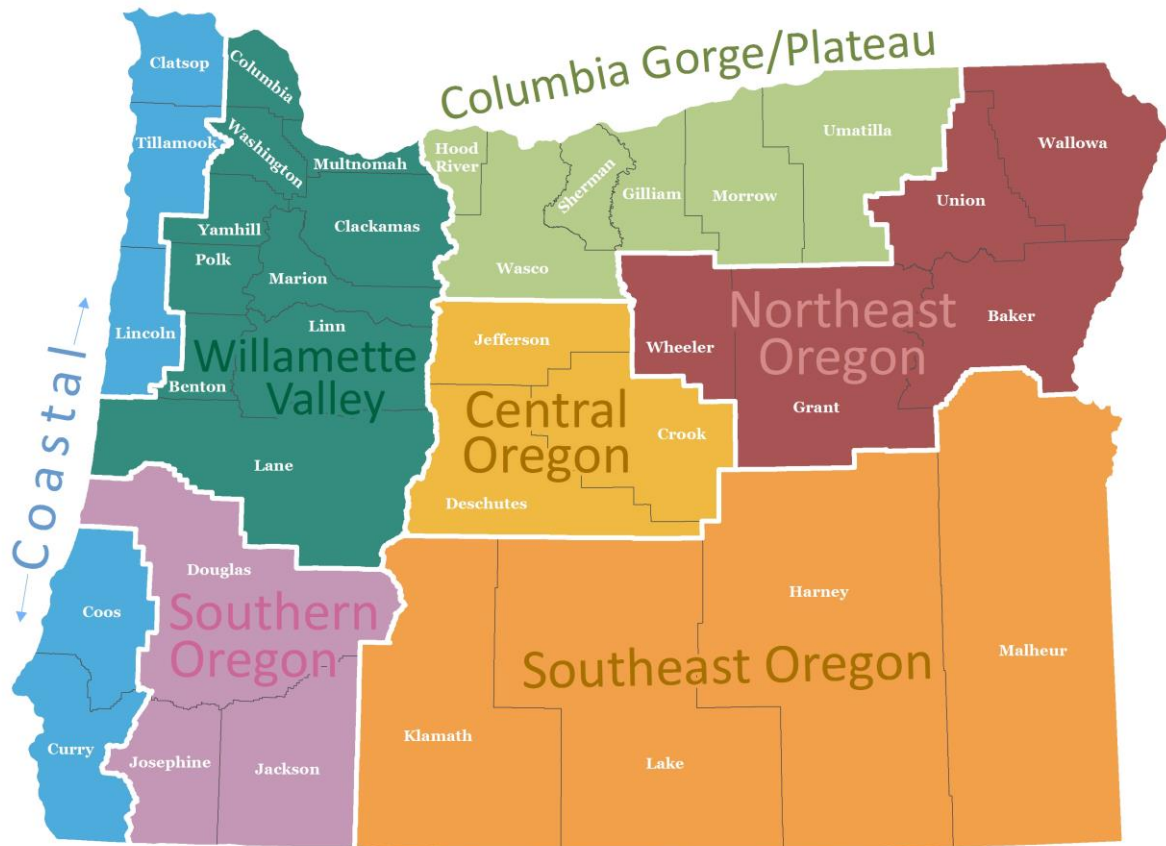 Columbia Gorge/Plateau
Clatsop
Columbia
Tillamook
Washington
Multnomah
Hood
River
Sherman
Gilliam
Morrow
Umatilla
Wallowa
Union
Yamhill
Clackamas
Polk
Marion
Wasco
Lincoln
Linn
Willamette
Valley
Benton
Jefferson
Wheeler
Northeast
Oregon
Baker
Grant
Central
Oregon
Crook
Deschutes
Lane
Coastal
Douglas
Southern
Oregon
Coos
Curry
Josephine
Jackson
Harney
Malheur
Southeast Oregon
Klamath
Lake